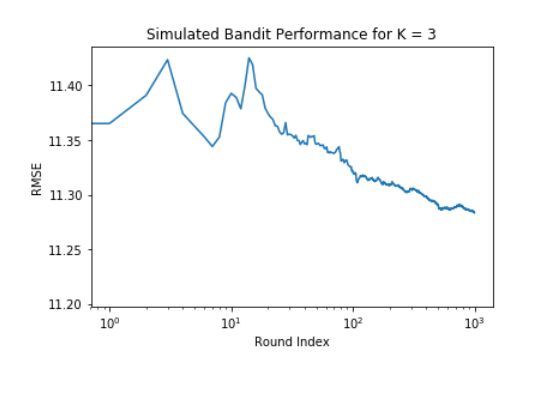 Simulated Bandit Performance for K = 3
11.40
11.35
11.30
11.25
11.20
RMSE
10⁰ 10¹ 10² 10³
Round Index